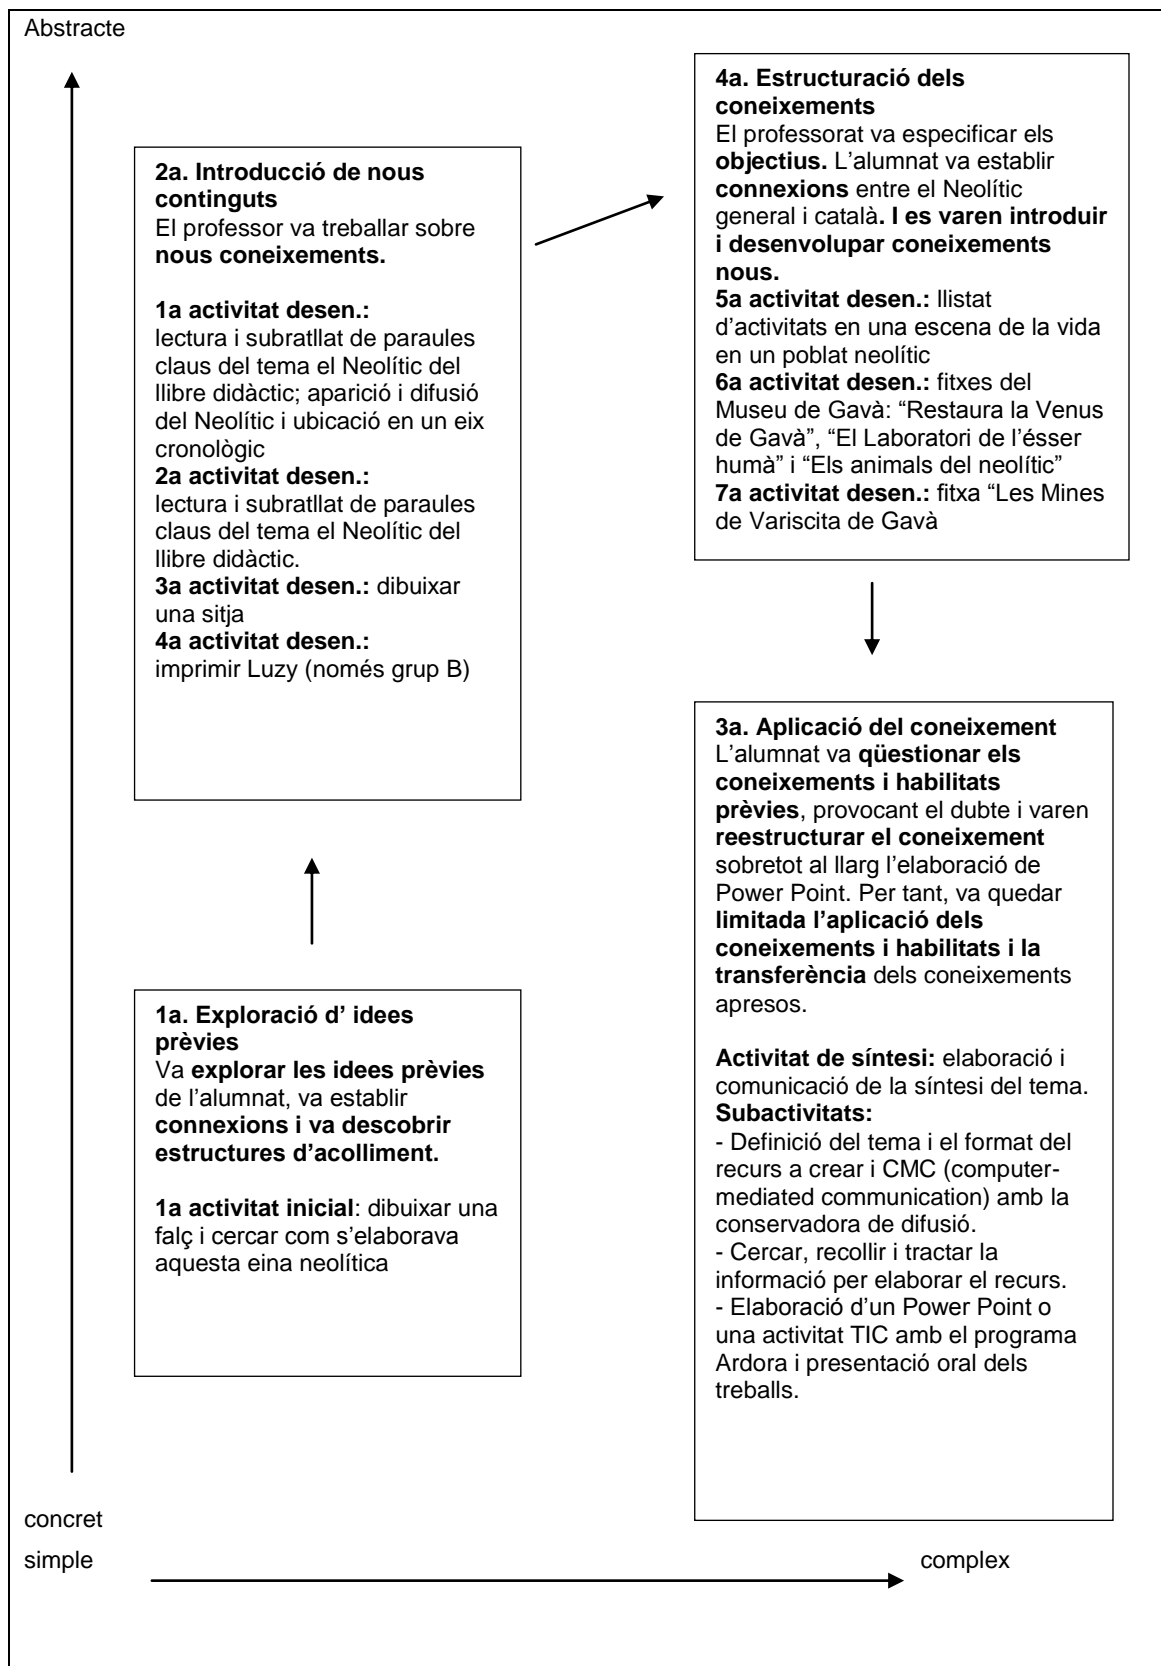 Abstracte
4a. Estructuració dels
coneixements
El professorat va especificar els
objectius. L’alumnat va establir
connexions entre el Neolític
general i català. I es varen introduir
i desenvolupar coneixements
nous.
5a activitat desen.: llistat
d’activitats en una escena de la vida
en un poblat neolític
6a activitat desen.: fitxes del
Museu de Gavà: “Restaura la Venus
de Gavà”, “El Laboratori de l’ésser
humà” i “Els animals del neolític”
7a activitat desen.: fitxa “Les Mines
de Variscita de Gavà
2a. Introducció de nous
continguts
El professor va treballar sobre
nous coneixements.
1a activitat desen.:
lectura i subratllat de paraules
claus del tema el Neolític del
llibre didàctic; aparició i difusió
del Neolític i ubicació en un eix
cronològic
2a activitat desen.:
lectura i subratllat de paraules
claus del tema el Neolític del
llibre didàctic.
3a activitat desen.: dibuixar
una sitja
4a activitat desen.:
imprimir Luzy (només grup B)
3a. Aplicació del coneixement
L’alumnat va qüestionar els
coneixements i habilitats
prèvies, provocant el dubte i varen
reestructurar el coneixement
sobretot al llarg l’elaboració de
Power Point. Per tant, va quedar
limitada l’aplicació dels
coneixements i habilitats i la
transferència dels coneixements
apresos.
Activitat de síntesi: elaboració i
comunicació de la síntesi del tema.
Subactivitats:
- Definició del tema i el format del
recurs a crear i CMC (computer-
mediated communication) amb la
conservadora de difusió.
- Cercar, recollir i tractar la
informació per elaborar el recurs.
- Elaboració d’un Power Point o
una activitat TIC amb el programa
Ardora i presentació oral dels
treballs.
1a. Exploració d’ idees
prèvies
Va explorar les idees prèvies
de l’alumnat, va establir
connexions i va descobrir
estructures d’acolliment.
1a activitat inicial: dibuixar una
falç i cercar com s’elaborava
aquesta eina neolítica
concret
simple
complex